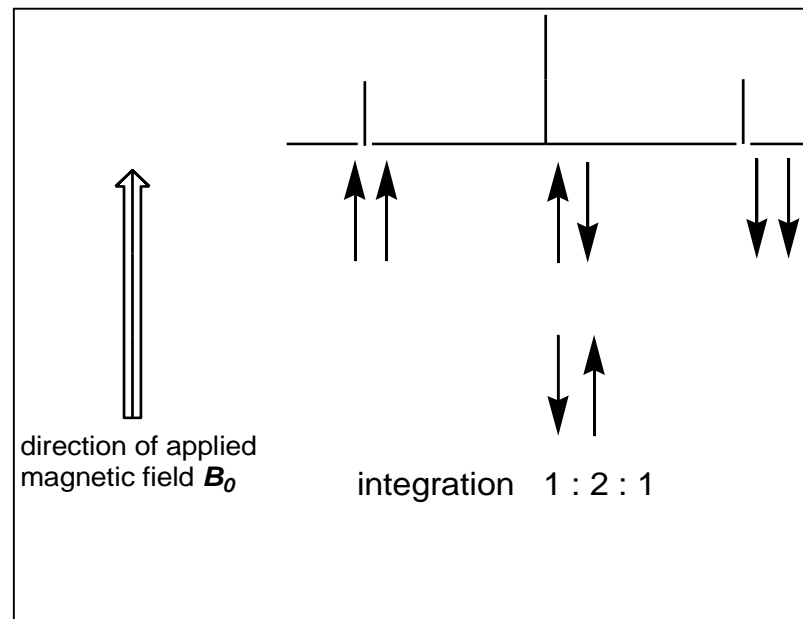 direction of applied
magnetic field B0
integration 1 : 2 : 1